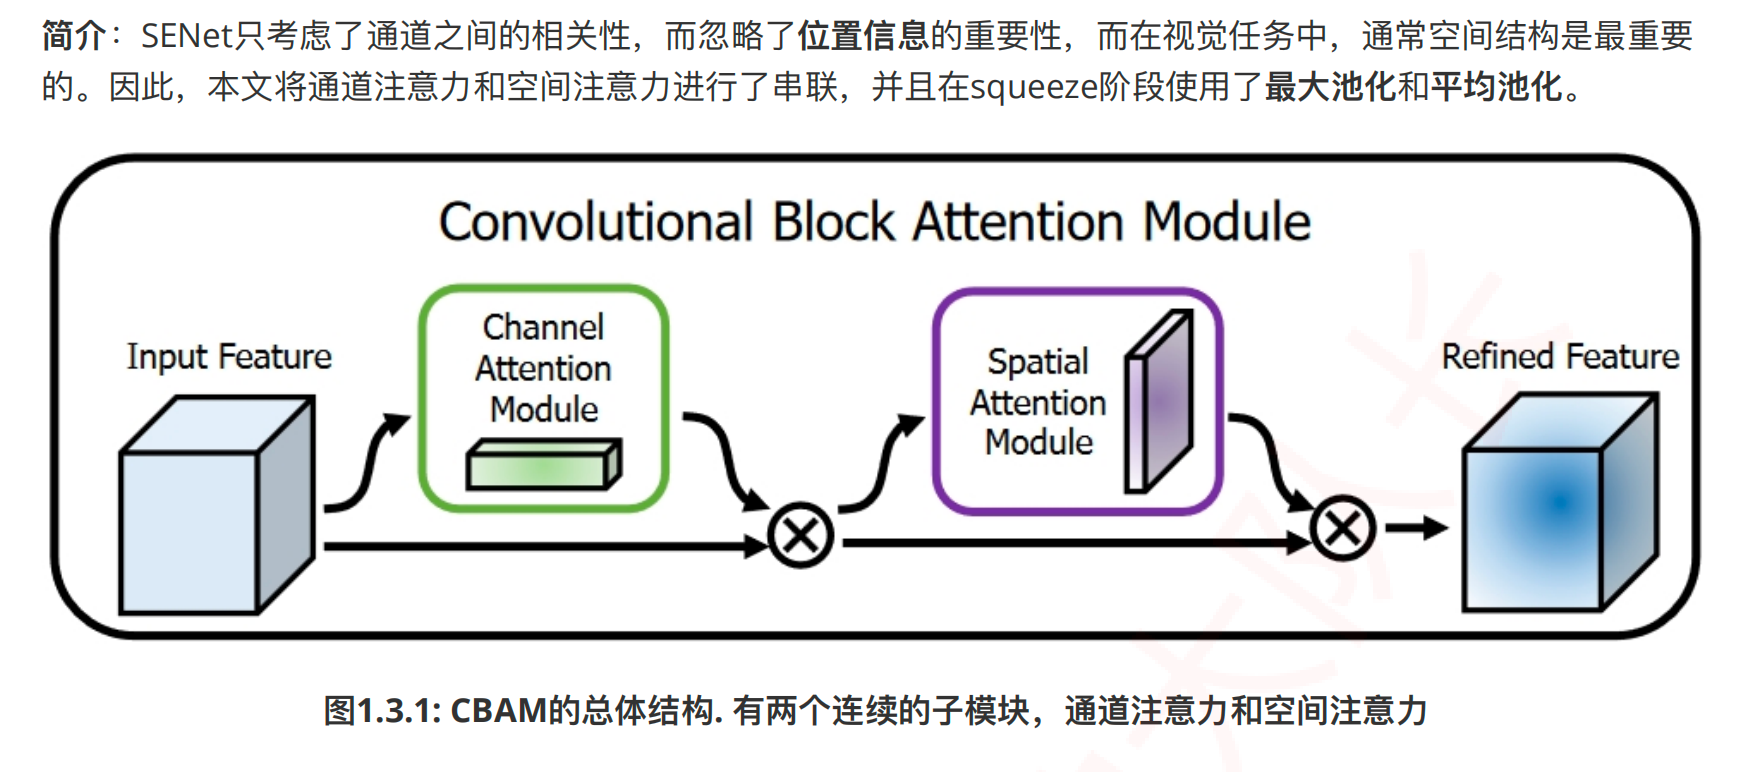 简介：SENet只考虑了通道之间的相关性，而忽略了位置信息的重要性，而在视觉任务中，通常空间结构是最重要
的。因此，本文将通道注意力和空间注意力进行了串联，并且在squeeze阶段使用了最大池化和平均池化。
Convolutional Block Attention Module
Input Feature
Channel
Attention
Module
Spatial
Attention
Module
Refined Feature
图1.3.1: CBAM的总体结构. 有两个连续的子模块，通道注意力和空间注意力